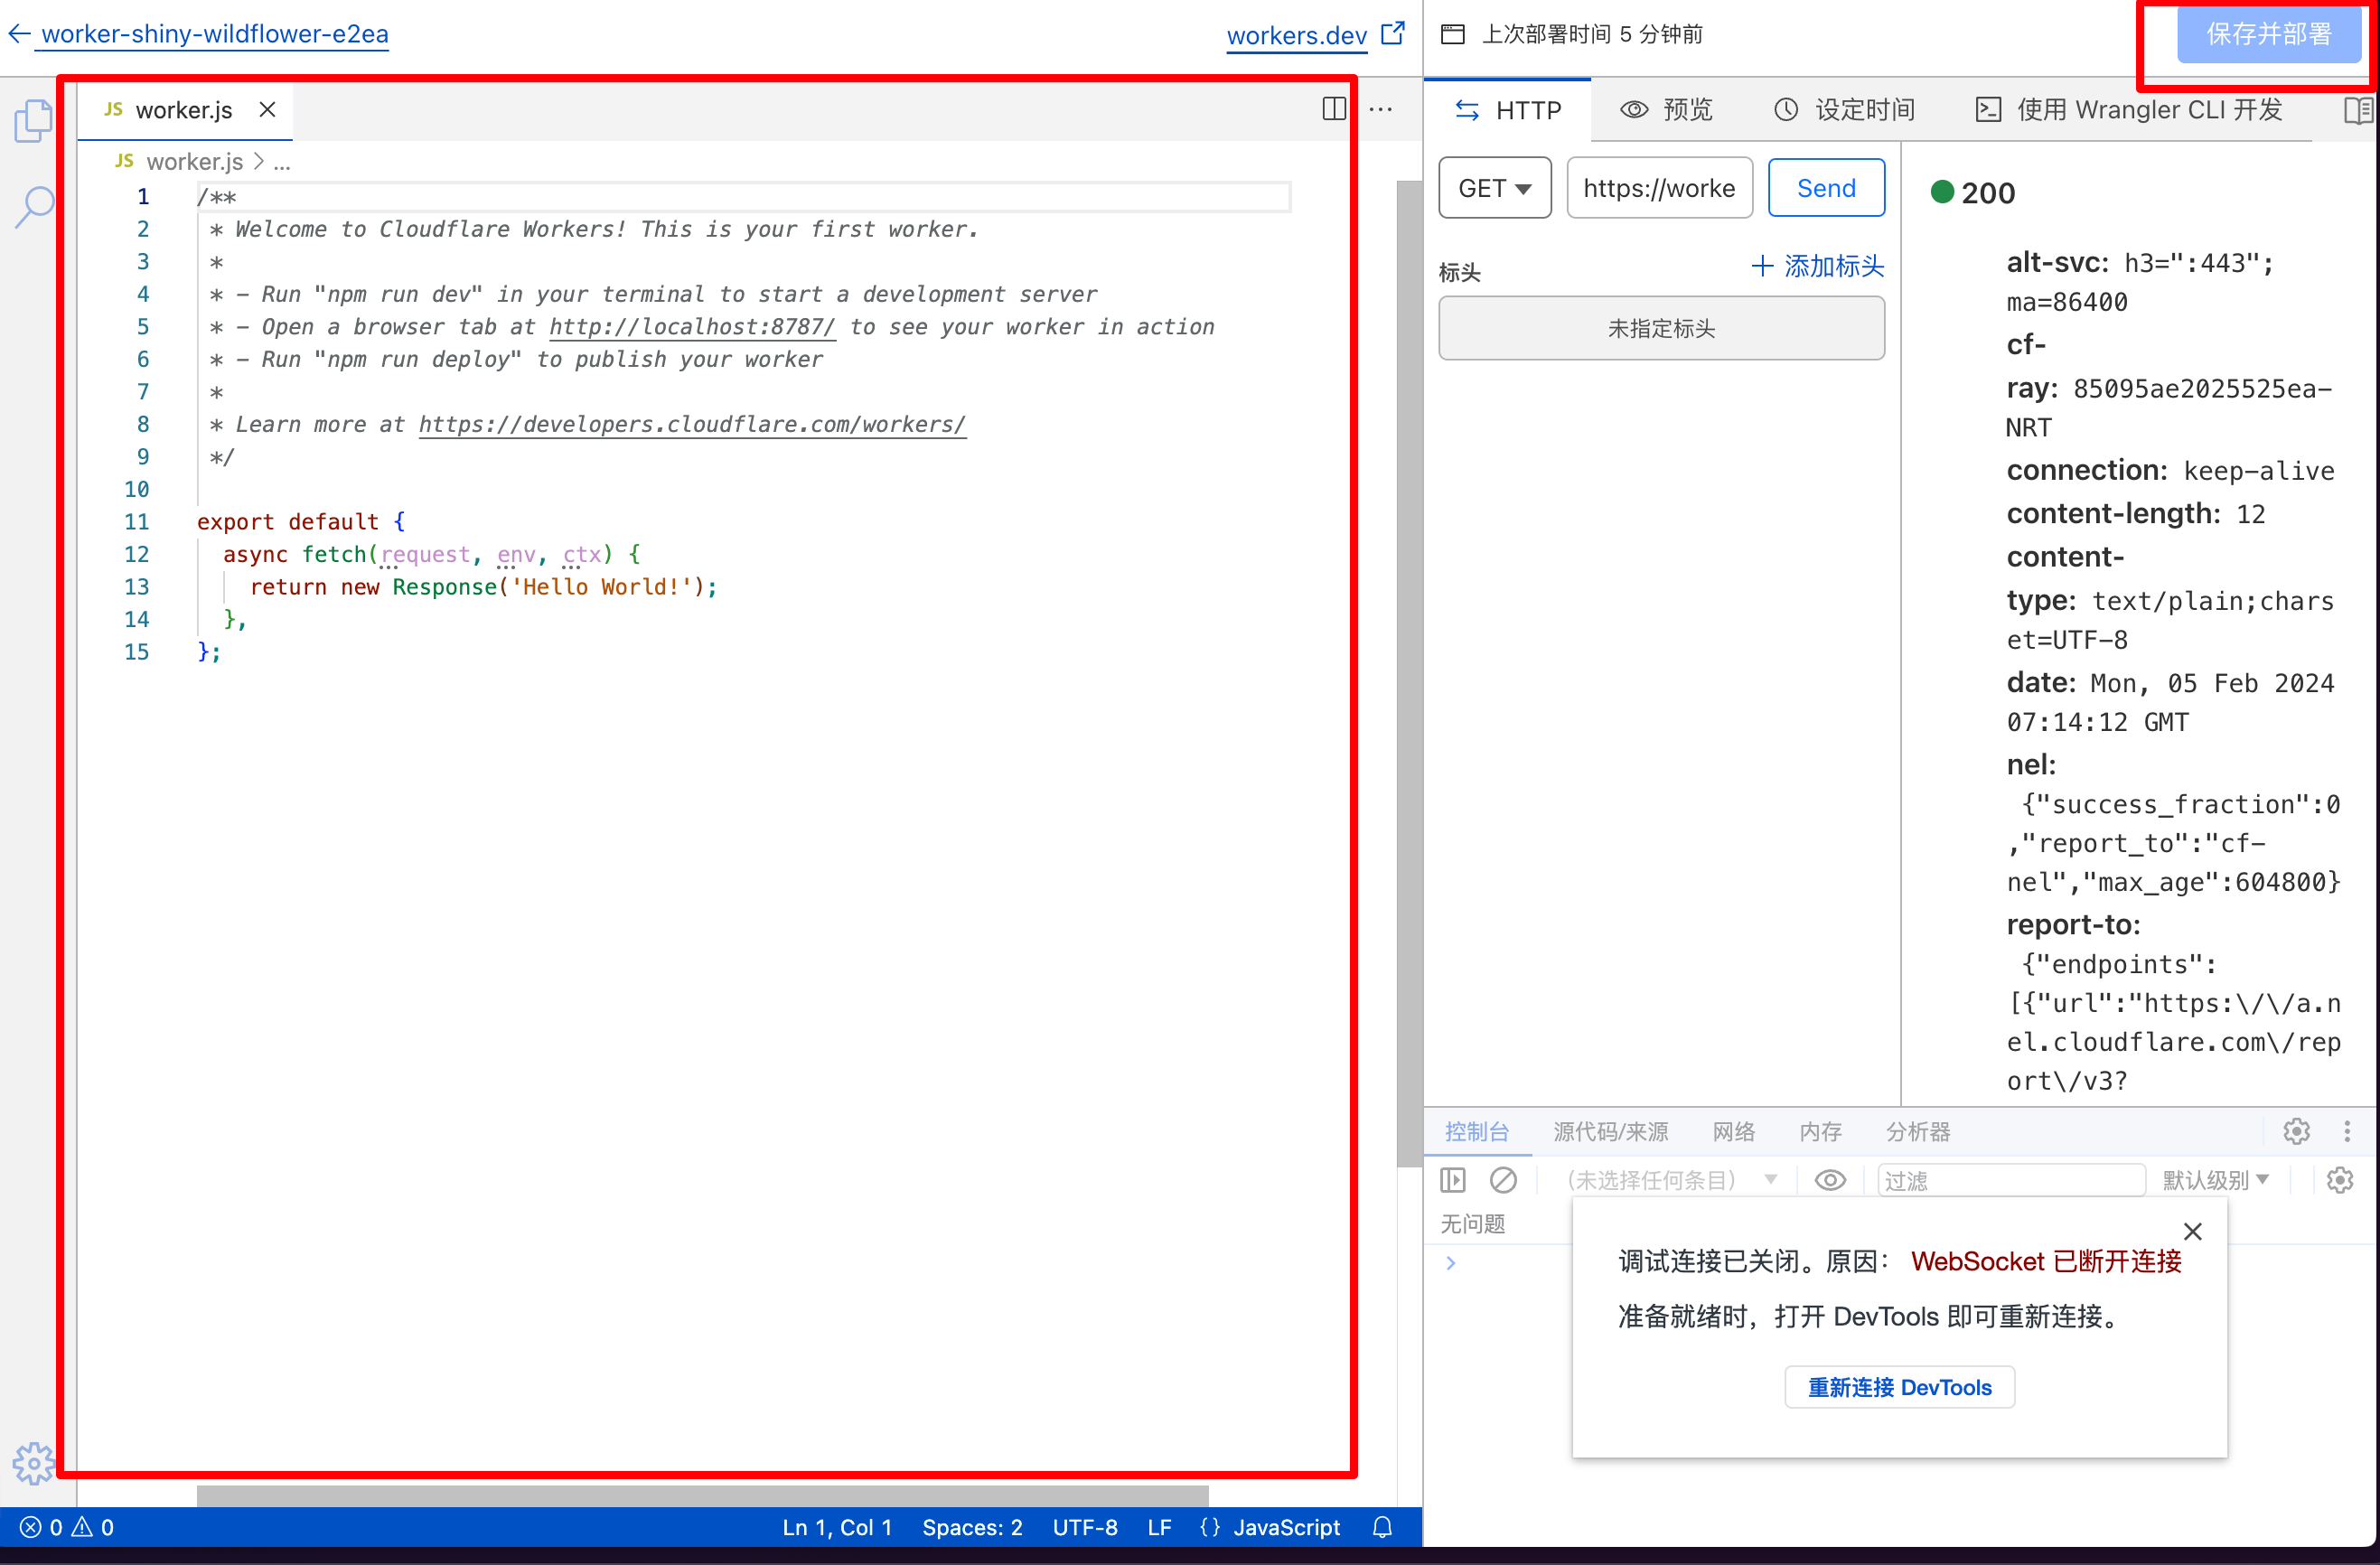 worker-shiny-wildflower-e2ea
workers.dev
上次部署时间 5 分钟前
保存并部署
JS worker.js
JS worker.js > ...
1 /**
2 * Welcome to Cloudflare Workers! This is your first worker.
3 *
4 * - Run "npm run dev" in your terminal to start a development server
5 * - Open a browser tab at http://localhost:8787/ to see your worker in action
6 * - Run "npm run deploy" to publish your worker
7 *
8 * Learn more at https://developers.cloudflare.com/workers/
9 */
10
11 export default {
12 async fetch(request, env, ctx) {
13 return new Response('Hello World!');
14 },
15 };
HTTP
预览
设定时间
使用 Wrangler CLI 开发
GET
https://worke
Send
标头
添加标头
未指定标头
200
alt-svc: h3=":443";
ma=86400
cf-
ray: 85095ae2025525ea-
NRT
connection: keep-alive
content-length: 12
content-
type: text/plain;chars
et=UTF-8
date: Mon, 05 Feb 2024
07:14:12 GMT
nel:
{"success_fraction":0
,"report_to":"cf-
nel","max_age":604800}
report-to:
{"endpoints":
[{"url":"https:\/\/a.n
el.cloudflare.com\/rep
ort\/v3?
控制台
源代码/来源
网络
内存
分析器
(未选择任何条目)
过滤
默认级别
无问题
调试连接已关闭。原因: WebSocket 已断开连接
准备就绪时，打开 DevTools 即可重新连接。
重新连接 DevTools
0 0
Ln 1, Col 1
Spaces: 2
UTF-8
LF
{} JavaScript